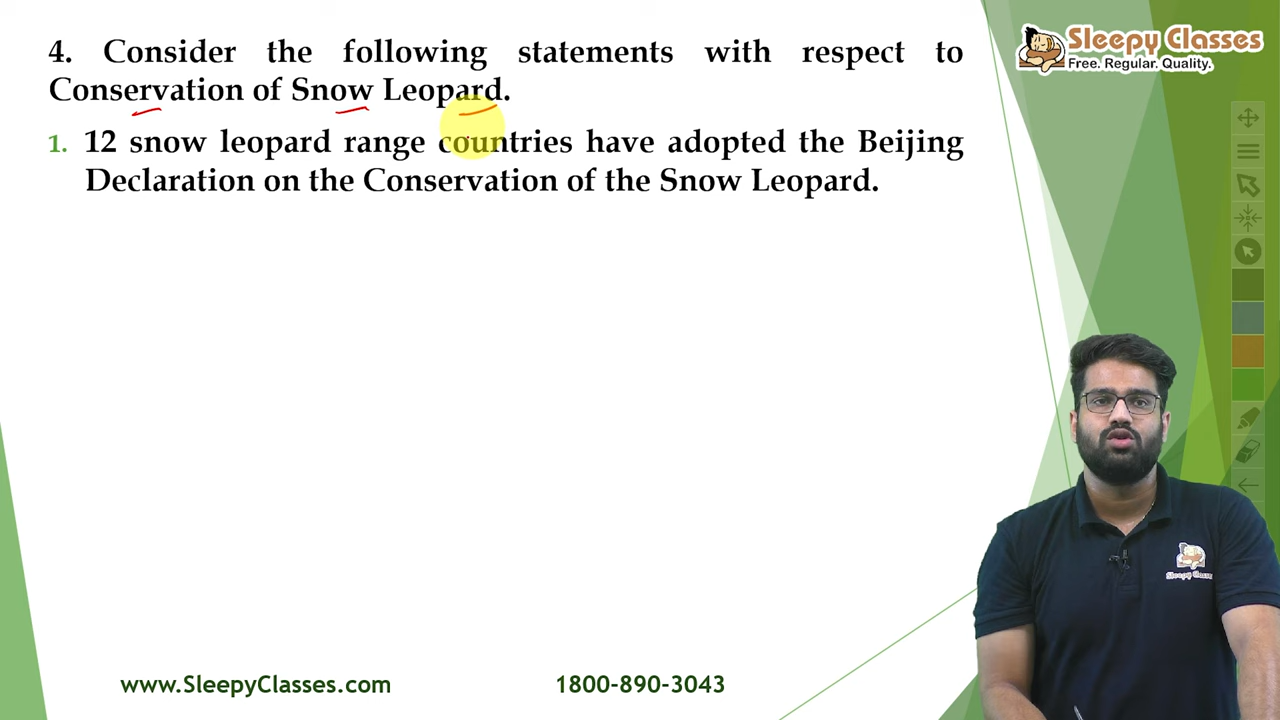 4. Consider the following statements with respect to
Conservation of Snow Leopard.
1. 12 snow leopard range countries have adopted the Beijing
Declaration on the Conservation of the Snow Leopard.
Sleepy Classes
Free. Regular. Quality.
Sleepy Classes
www.SleepyClasses.com
1800-890-3043